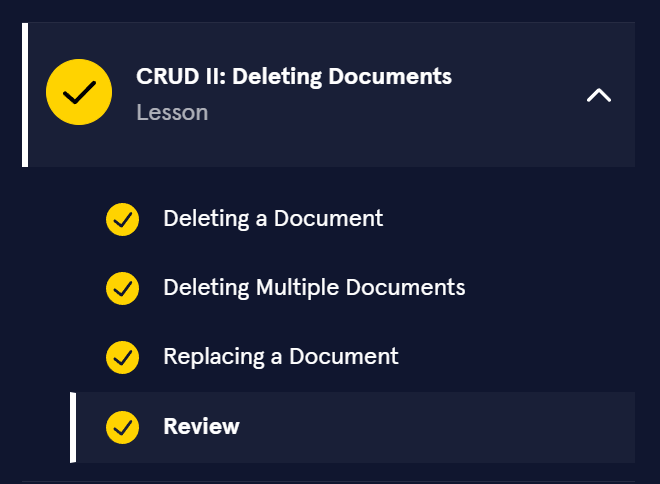 CRUD II: Deleting Documents
Lesson
Deleting a Document
Deleting Multiple Documents
Replacing a Document
Review